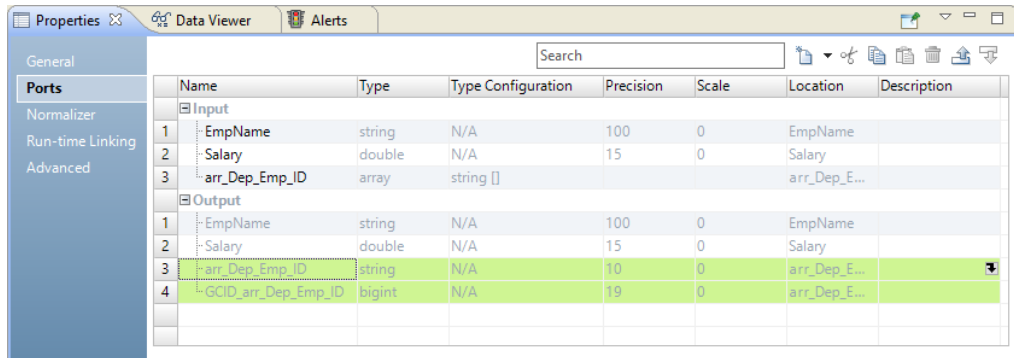 Properties Data Viewer Alerts
Search
General
Ports
Normalizer
Run-time Linking
Advanced
Name Type Type Configuration Precision Scale Location Description
Input
1 EmpName string N/A 100 0 EmpName
2 Salary double N/A 15 0 Salary
3 arr_Dep_Emp_ID array string [] arr_Dep_E...
Output
1 EmpName string N/A 100 0 EmpName
2 Salary double N/A 15 0 Salary
3 arr_Dep_Emp_ID string N/A 10 0 arr_Dep_E...
4 GCID_arr_Dep_Emp_ID bigint N/A 19 0 arr_Dep_E...